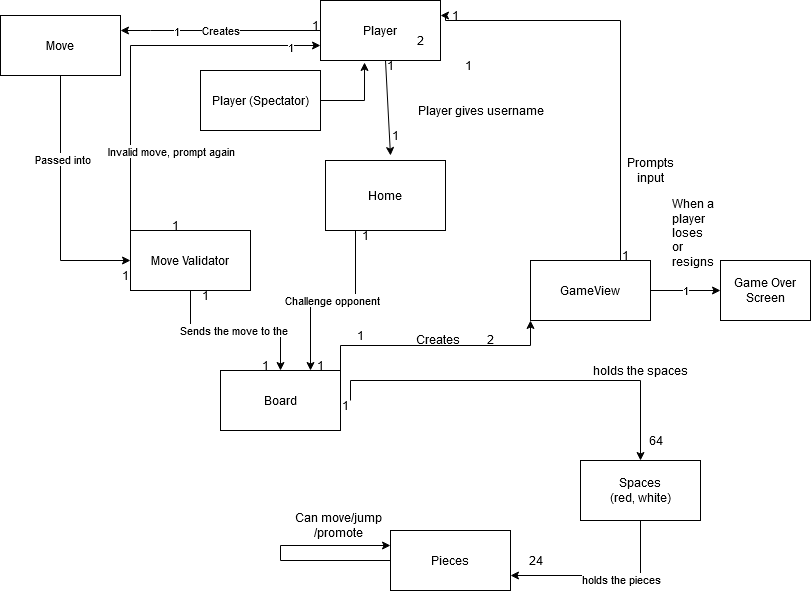 1
1
Player
2
Move
1
Creates
1
1
1
Player (Spectator)
Player gives username
1
Passed into
Invalid move, prompt again
Prompts
input
Home
When a
player
loses
or
resigns
1
1
1
Move Validator
1
1
1
GameView
1
Game Over
Screen
Challenge opponent
Sends the move to the
1
Creates
2
1
1
holds the spaces
Board
1
64
Spaces
(red, white)
Can move/jump
/promote
Pieces
24
holds the pieces